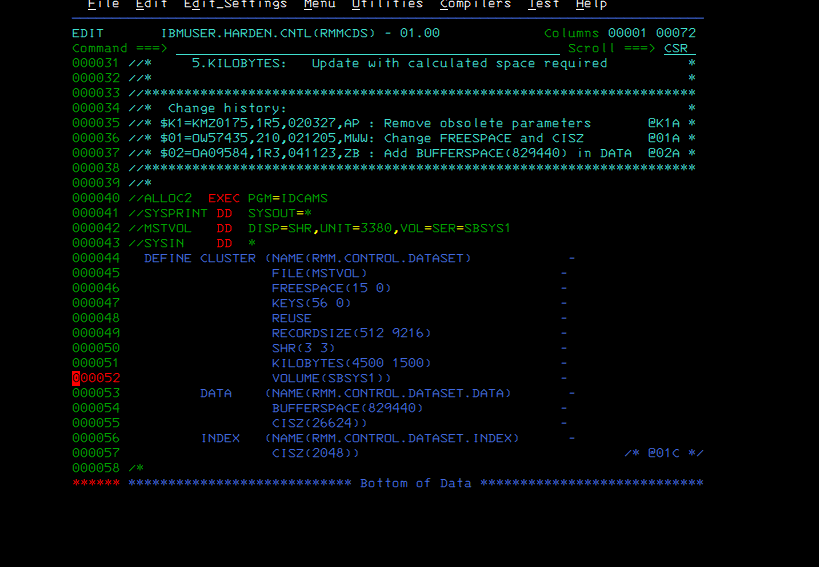 File  Edit  Edit_Settings  Menu  Utilities  Compilers  Test  Help
EDIT       IBMUSER.HARDEN.CNTL(RMMCDS) - 01.00             Columns 00001 00072
Command ===>                                                  Scroll ===> CSR
000031 //*     5.KILOBYTES:   Update with calculated space required          *
000032 //*                                                                   *
000033 //*********************************************************************
000034 //*  Change history:                                                  *
000035 //* $K1=KMZ0175,1R5,020327,AP : Remove obsolete parameters       @K1A *
000036 //* $01=OW57435,210,021205,MWW: Change FREESPACE and CISZ        @01A *
000037 //* $02=OA09584,1R3,041123,ZB : Add BUFFERSPACE(829440) in DATA  @02A *
000038 //*********************************************************************
000039 //*
000040 //ALLOC2  EXEC PGM=IDCAMS
000041 //SYSPRINT DD  SYSOUT=*
000042 //MSTVOL   DD  DISP=SHR,UNIT=3380,VOL=SER=SBSYS1
000043 //SYSIN    DD  *
000044   DEFINE CLUSTER (NAME(RMM.CONTROL.DATASET)            -
000045                   FILE(MSTVOL)                        -
000046                   FREESPACE(15 0)                     -
000047                   KEYS(56 0)                          -
000048                   REUSE                               -
000049                   RECORDSIZE(512 9216)                -
000050                   SHR(3 3)                            -
000051                   KILOBYTES(4500 1500)                -
000052                   VOLUME(SBSYS1))                     -
000053          DATA    (NAME(RMM.CONTROL.DATASET.DATA)       -
000054                   BUFFERSPACE(829440)                 -
000055                   CISZ(26624))                        -
000056          INDEX   (NAME(RMM.CONTROL.DATASET.INDEX)      -
000057                   CISZ(2048))                                 /* @01C */
000058 /*
****** **************************** Bottom of Data ****************************